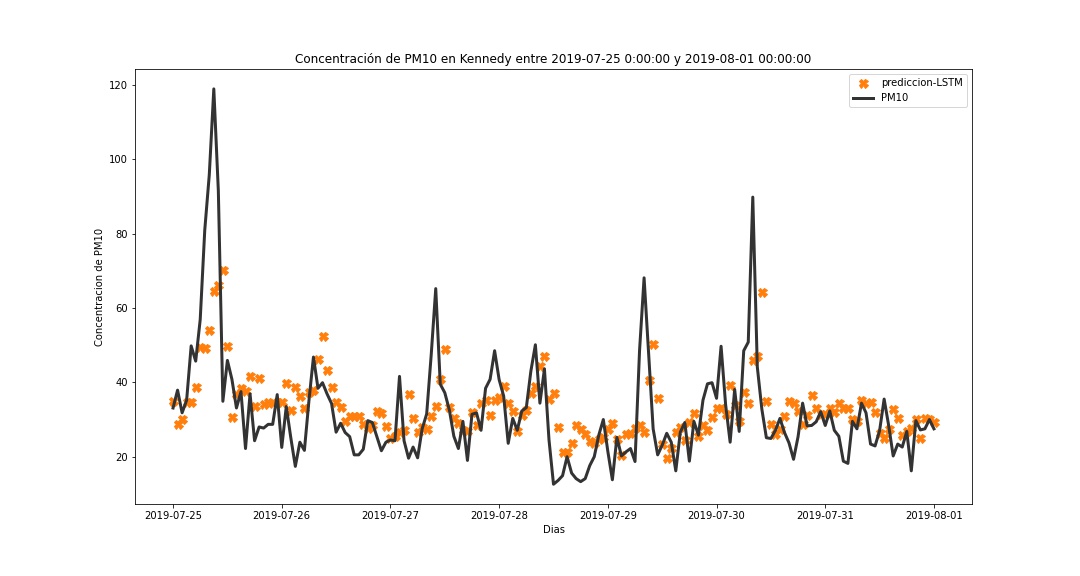 Concentración de PM10 en Kennedy entre 2019-07-25 0:00:00 y 2019-08-01 00:00:00
prediccion-LSTM
PM10
120
100
80
60
40
20
Concentracion de PM10
2019-07-25 2019-07-26 2019-07-27 2019-07-28 2019-07-29 2019-07-30 2019-07-31 2019-08-01
Dias